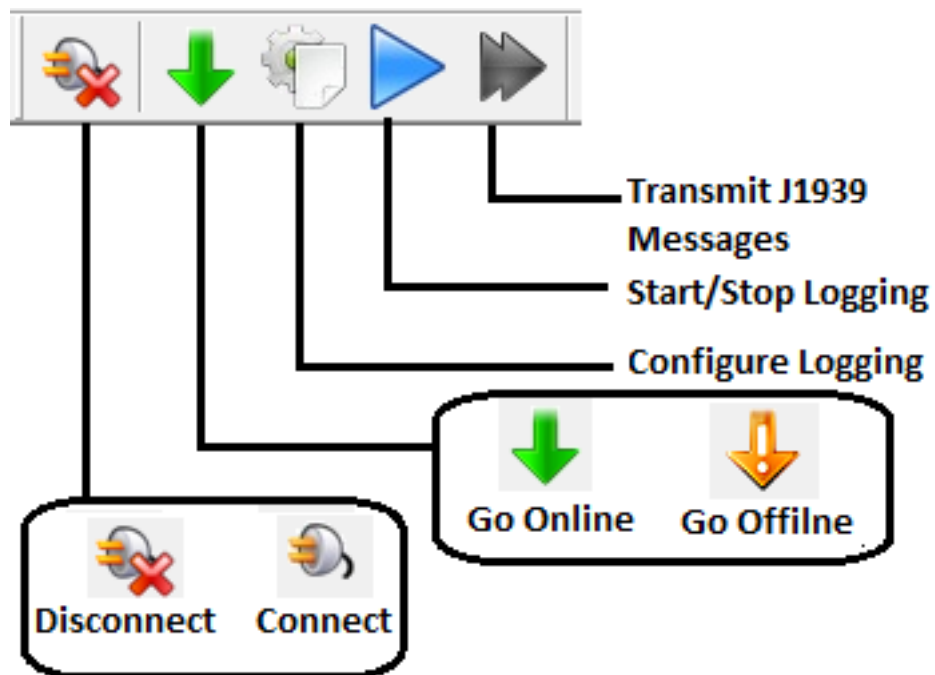 Transmit J1939
Messages
Start/Stop Logging
Configure Logging
Go Online
Go Offilne
Disconnect
Connect